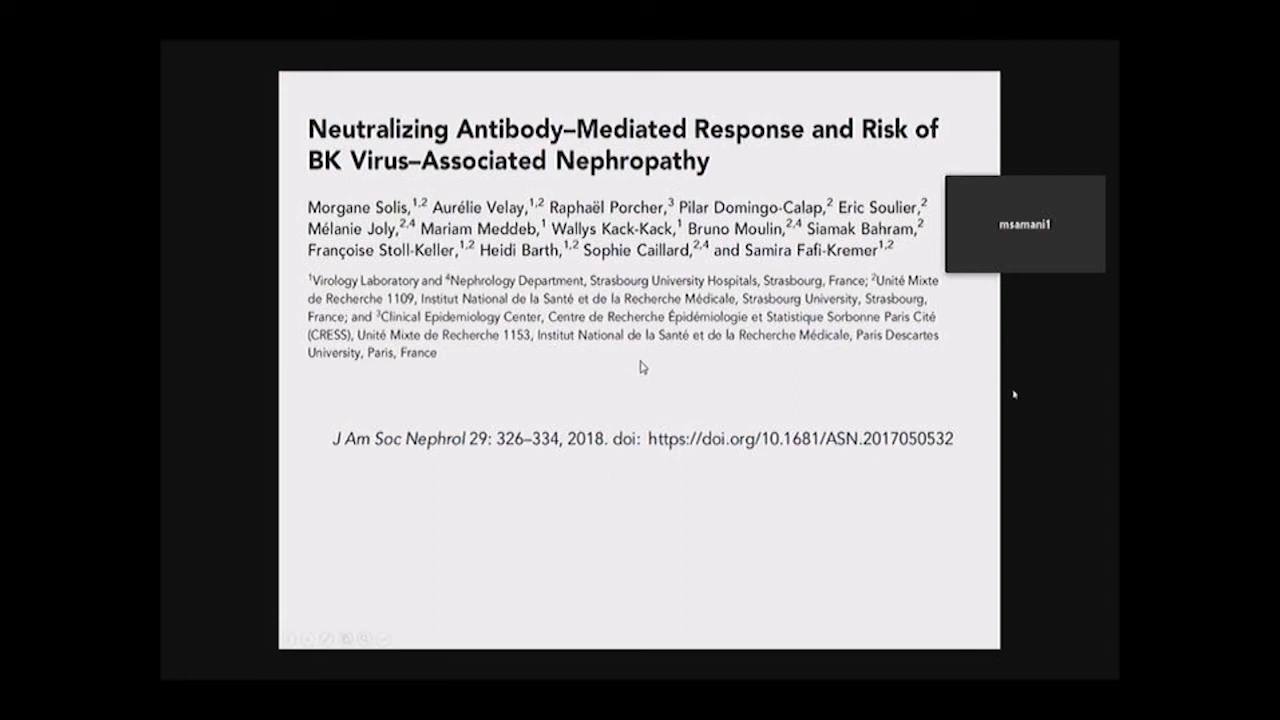 Neutralizing Antibody–Mediated Response and Risk of
BK Virus–Associated Nephropathy
Morgane Solis,1,2 Aurélie Velay,1,2 Raphaël Porcher,3 Pilar Domingo-Calap,2 Eric Soulier,2
Mélanie Joly,2,4 Mariam Meddeb,1 Wallys Kack-Kack,1 Bruno Moulin,2,4 Siamak Bahram,2
Françoise Stoll-Keller,1,2 Heidi Barth,1,2 Sophie Caillard,2,4 and Samira Fafi-Kremer1,2
1Virology Laboratory and 4Nephrology Department, Strasbourg University Hospitals, Strasbourg, France; 2Unité Mixte
de Recherche 1109, Institut National de la Santé et de la Recherche Médicale, Strasbourg University, Strasbourg,
France; and 3Clinical Epidemiology Center, Centre de Recherche Épidémiologie et Statistique Sorbonne Paris Cité
(CRESS), Unité Mixte de Recherche 1153, Institut National de la Santé et de la Recherche Médicale, Paris Descartes
University, Paris, France
J Am Soc Nephrol 29: 326–334, 2018. doi: https://doi.org/10.1681/ASN.2017050532
msamani1